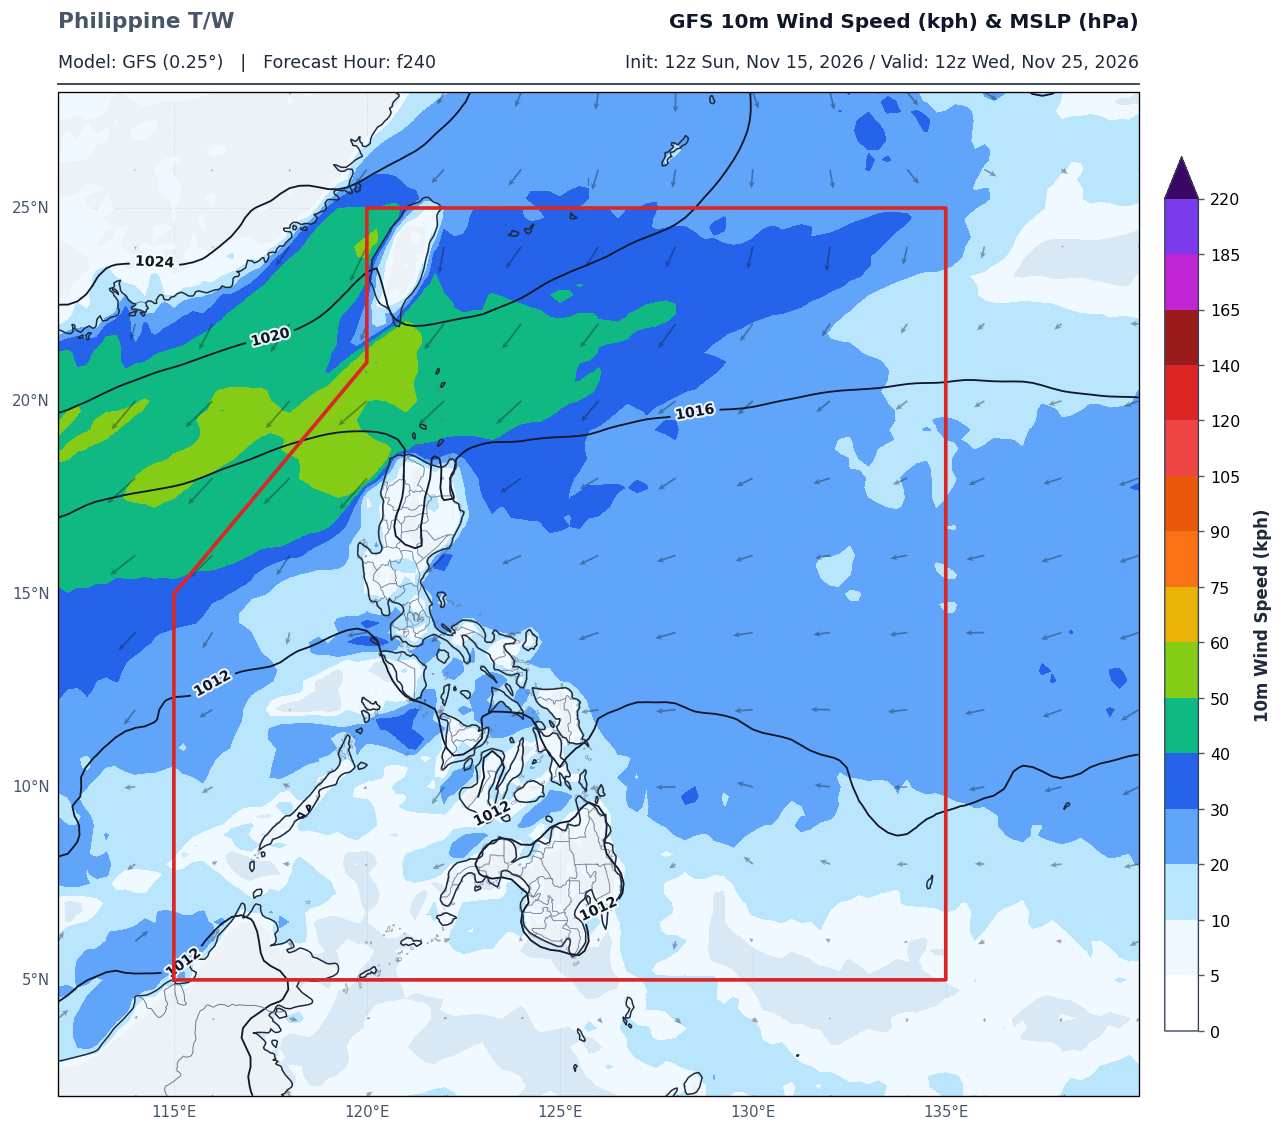 Philippine T/W
GFS 10m Wind Speed (kph) & MSLP (hPa)
Model: GFS (0.25°) | Forecast Hour: f240
Init: 12z Sun, Nov 15, 2026 / Valid: 12z Wed, Nov 25, 2026
25°N
20°N
15°N
10°N
5°N
115°E
120°E
125°E
130°E
135°E
1024
1020
1016
1012
1012
1012
1012
220
185
165
140
120
105
90
75
60
50
40
30
20
10
5
0
10m Wind Speed (kph)